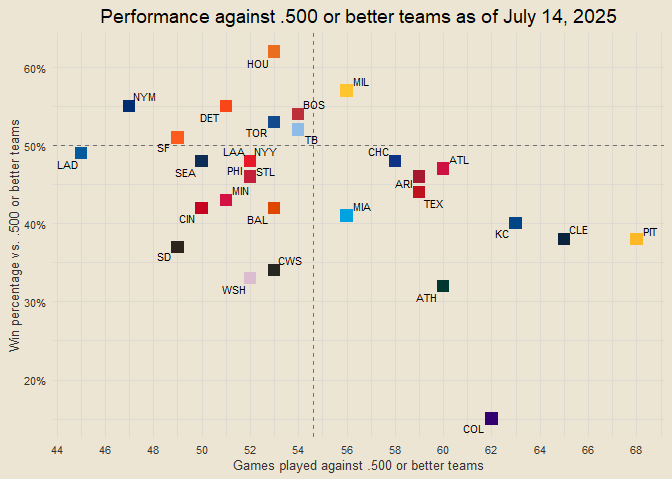 Performance against .500 or better teams as of July 14, 2025
Win percentage vs. .500 or better teams
60%
50%
40%
30%
20%
HOU
MIL
NYM
DET
BOS
TOR
TB
SF
LAD
SEA
LAA
NYY
PHI
STL
CHC
ATL
ARI
TEX
MIN
CIN
BAL
MIA
KC
CLE
PIT
SD
CWS
WSH
ATH
COL
44 46 48 50 52 54 56 58 60 62 64 66 68
Games played against .500 or better teams